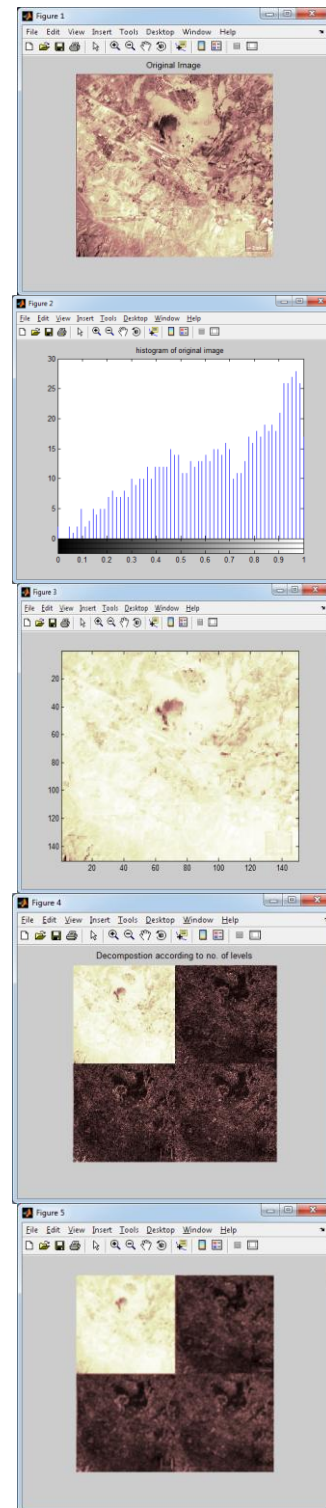 Figure 1
File Edit View Insert Tools Desktop Window Help
Original Image
Figure 2
File Edit View Insert Tools Desktop Window Help
histogram of original image
30
25
20
15
10
5
0
0 0.1 0.2 0.3 0.4 0.5 0.6 0.7 0.8 0.9 1
Figure 3
File Edit View Insert Tools Desktop Window Help
20
40
60
80
100
120
140
20 40 60 80 100 120 140
Figure 4
File Edit View Insert Tools Desktop Window Help
Decompostion according to no. of levels
Figure 5
File Edit View Insert Tools Desktop Window Help